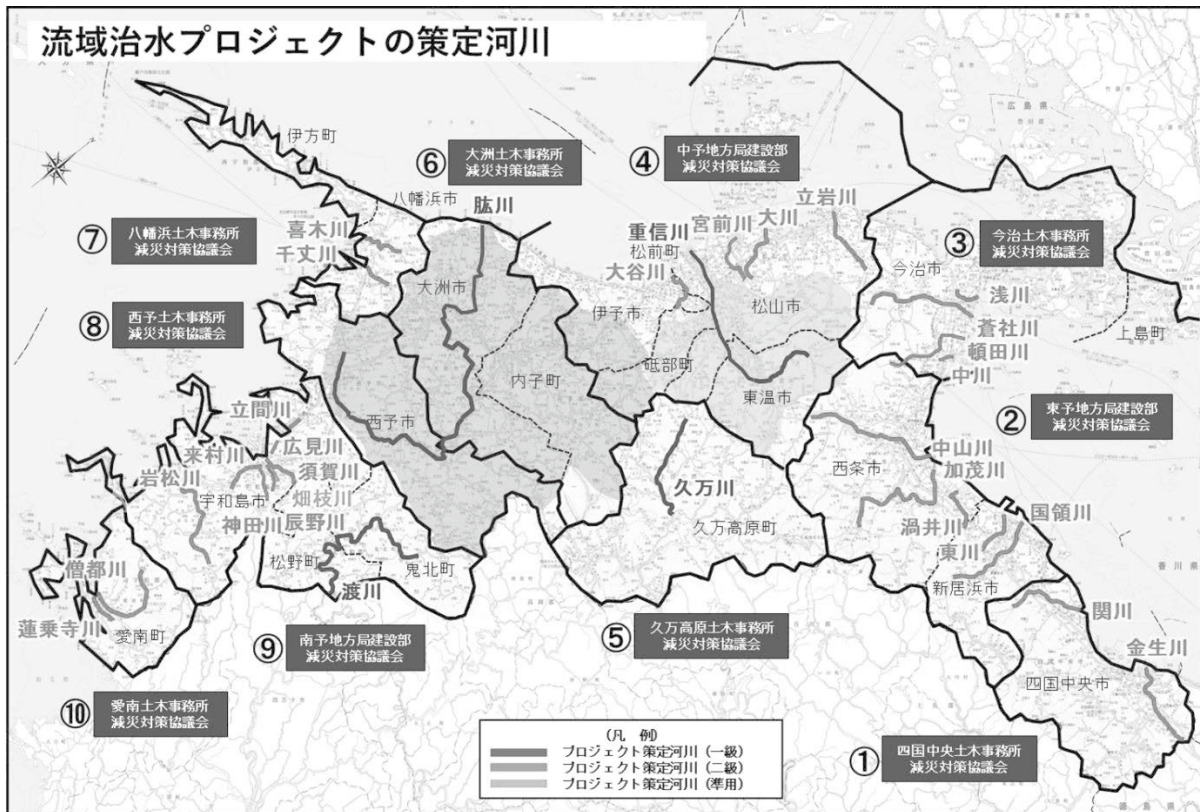 流域治水プロジェクトの策定河川
広島県
伊方町
⑥
大洲土木事務所
減災対策協議会
④
中予地方局建設部
減災対策協議会
八幡浜市
肱川
立岩川
大川
宮前川
重信川
松前町
大谷川
⑦
八幡浜土木事務所
減災対策協議会
喜木川
千丈川
③
今治土木事務所
減災対策協議会
今治市
大洲市
浅川
松山市
伊予市
蒼社川
上島町
頓田川
中川
⑧
西予土木事務所
減災対策協議会
内子町
砥部町
東温市
②
東予地方局建設部
減災対策協議会
立間川
西予市
広見川
来村川
須賀川
岩松川
宇和島市
畑枝川
神田川
辰野川
中山川
西条市
加茂川
久万川
国領川
渦井川
久万高原町
東川
松野町
鬼北町
渡川
僧都川
新居浜市
香川県
蓮乗寺川
愛南町
関川
⑨
南予地方局建設部
減災対策協議会
⑤
久万高原土木事務所
減災対策協議会
金生川
四国中央市
⑩
愛南土木事務所
減災対策協議会
(凡 例)
プロジェクト策定河川（一級）
プロジェクト策定河川（二級）
プロジェクト策定河川（準用）
①
四国中央土木事務所
減災対策協議会